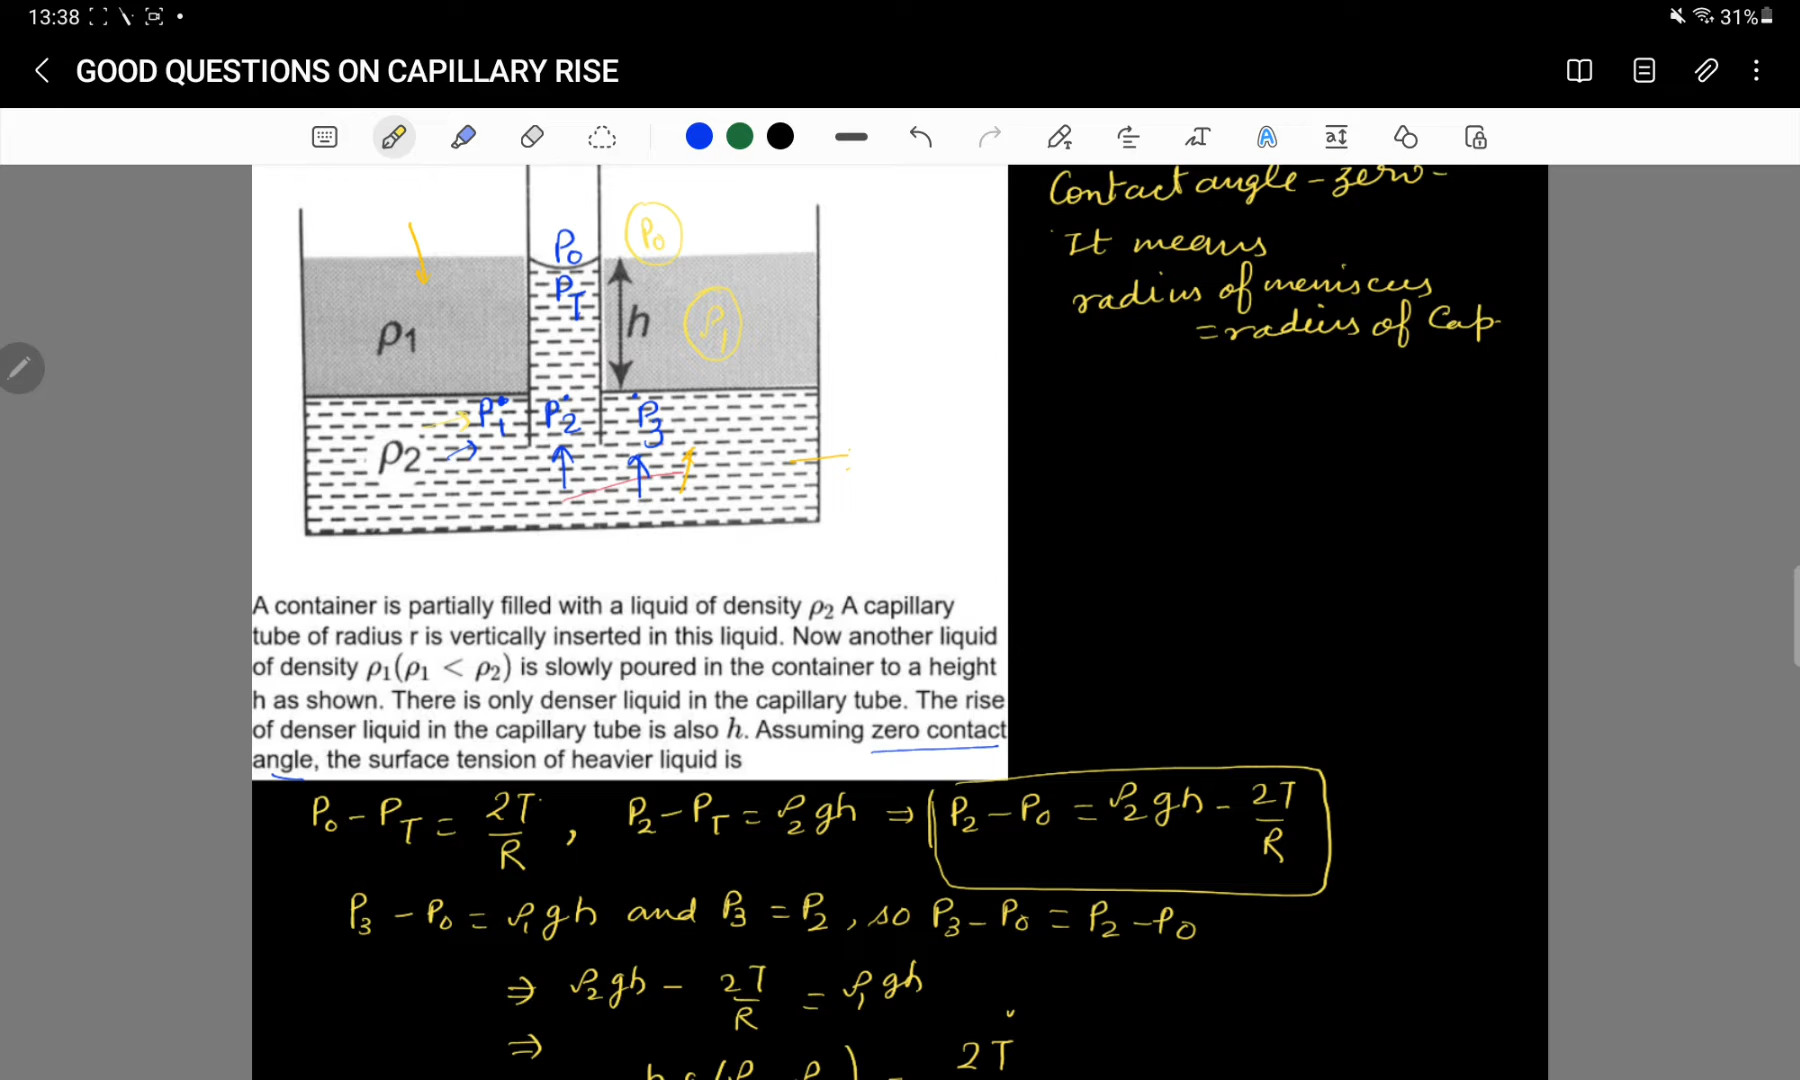 13:38
31%
GOOD QUESTIONS ON CAPILLARY RISE
Contact angle - zero -
It means
radius of meniscus
= radius of Cap.
P0
P0
PT
h
ρ1
ρ1
P1
P2
P3
ρ2
A container is partially filled with a liquid of density ρ2 A capillary
tube of radius r is vertically inserted in this liquid. Now another liquid
of density ρ1(ρ1 < ρ2) is slowly poured in the container to a height
h as shown. There is only denser liquid in the capillary tube. The rise
of denser liquid in the capillary tube is also h. Assuming zero contact
angle, the surface tension of heavier liquid is
P0 - PT = 2T/R , P2 - PT = ρ2gh ⇒ P2 - P0 = ρ2gh - 2T/R
P3 - P0 = ρ1gh and P3 = P2 , so P3 - P0 = P2 - P0
⇒ ρ2gh - 2T/R = ρ1gh
⇒
2T